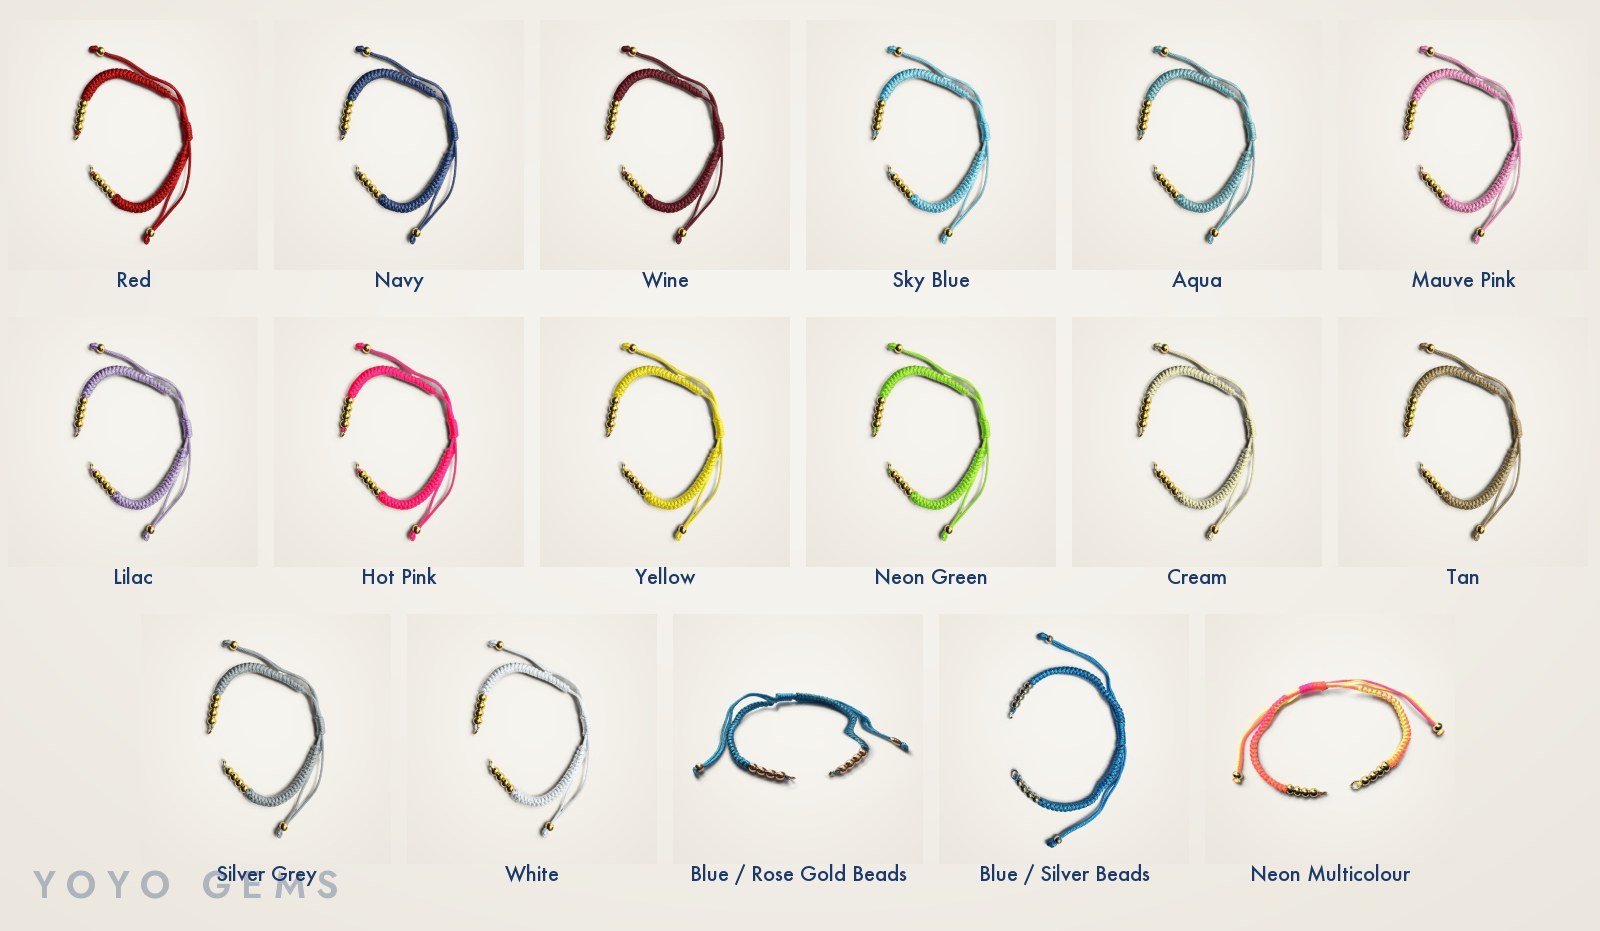 Red
Navy
Wine
Sky Blue
Aqua
Mauve Pink
Lilac
Hot Pink
Yellow
Neon Green
Cream
Tan
Silver Grey
White
Blue / Rose Gold Beads
Blue / Silver Beads
Neon Multicolour
YOYO GEMS